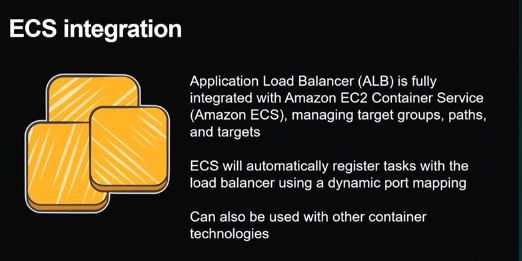 ECS integration
Application Load Balancer (ALB) is fully
integrated with Amazon EC2 Container Service
(Amazon ECS), managing target groups, paths,
and targets
ECS will automatically register tasks with the
load balancer using a dynamic port mapping
Can also be used with other container
technologies